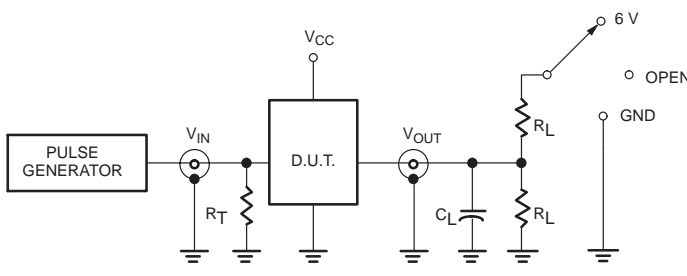 6 V
VCC
OPEN
RL
GND
VIN
VOUT
PULSE
GENERATOR
D.U.T.
RT
CL
RL